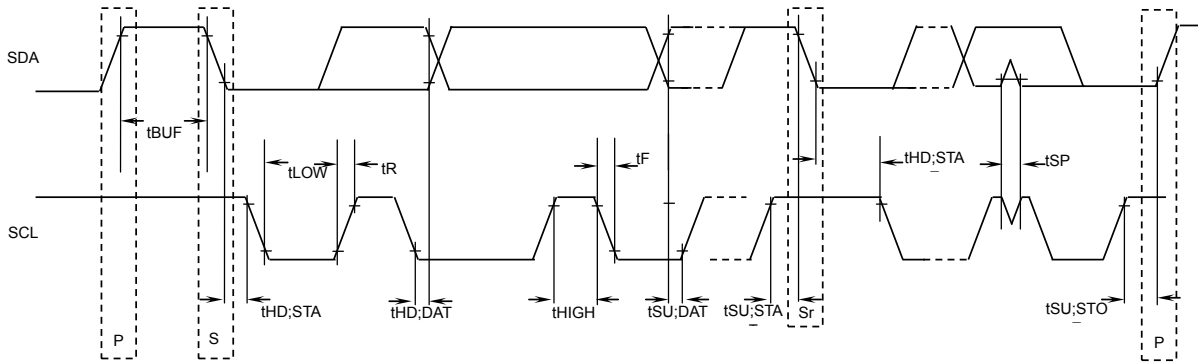 SDA
tBUF
tLOW
tR
tF
tHD;STA
_
tSP
SCL
tHD;STA
tHD;DAT
tHIGH
tSU;DAT
tSU;STA
_
Sr
tSU;STO
_
P
S
P